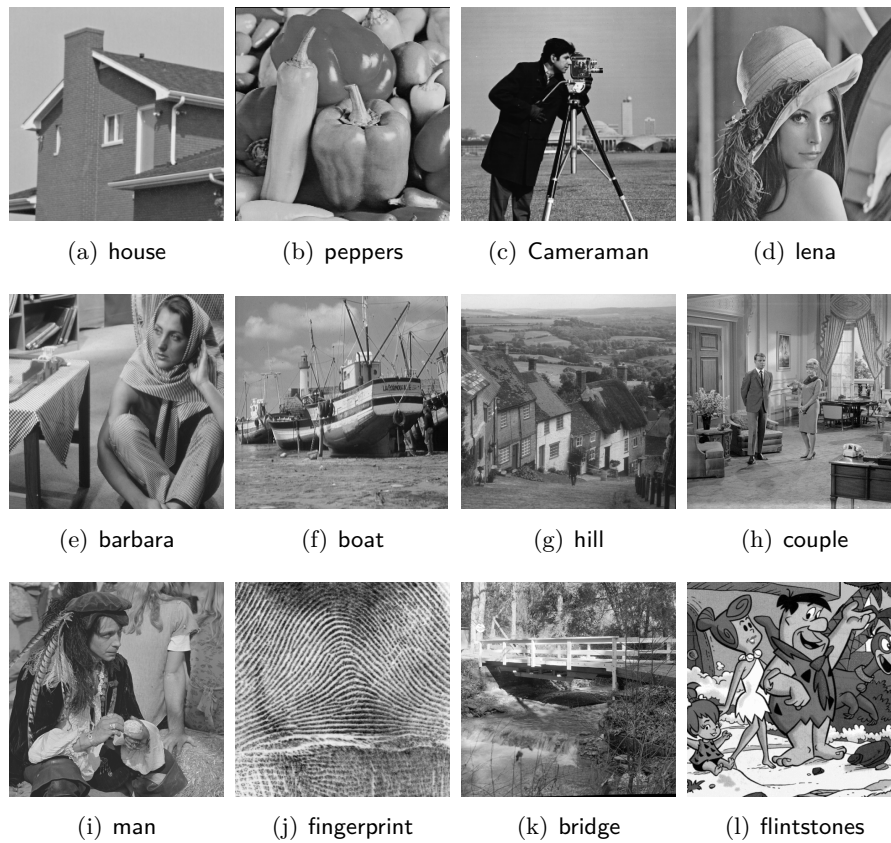 (a) house
(b) peppers
(c) Cameraman
(d) lena
(e) barbara
(f) boat
(g) hill
(h) couple
(i) man
(j) fingerprint
(k) bridge
(l) flintstones